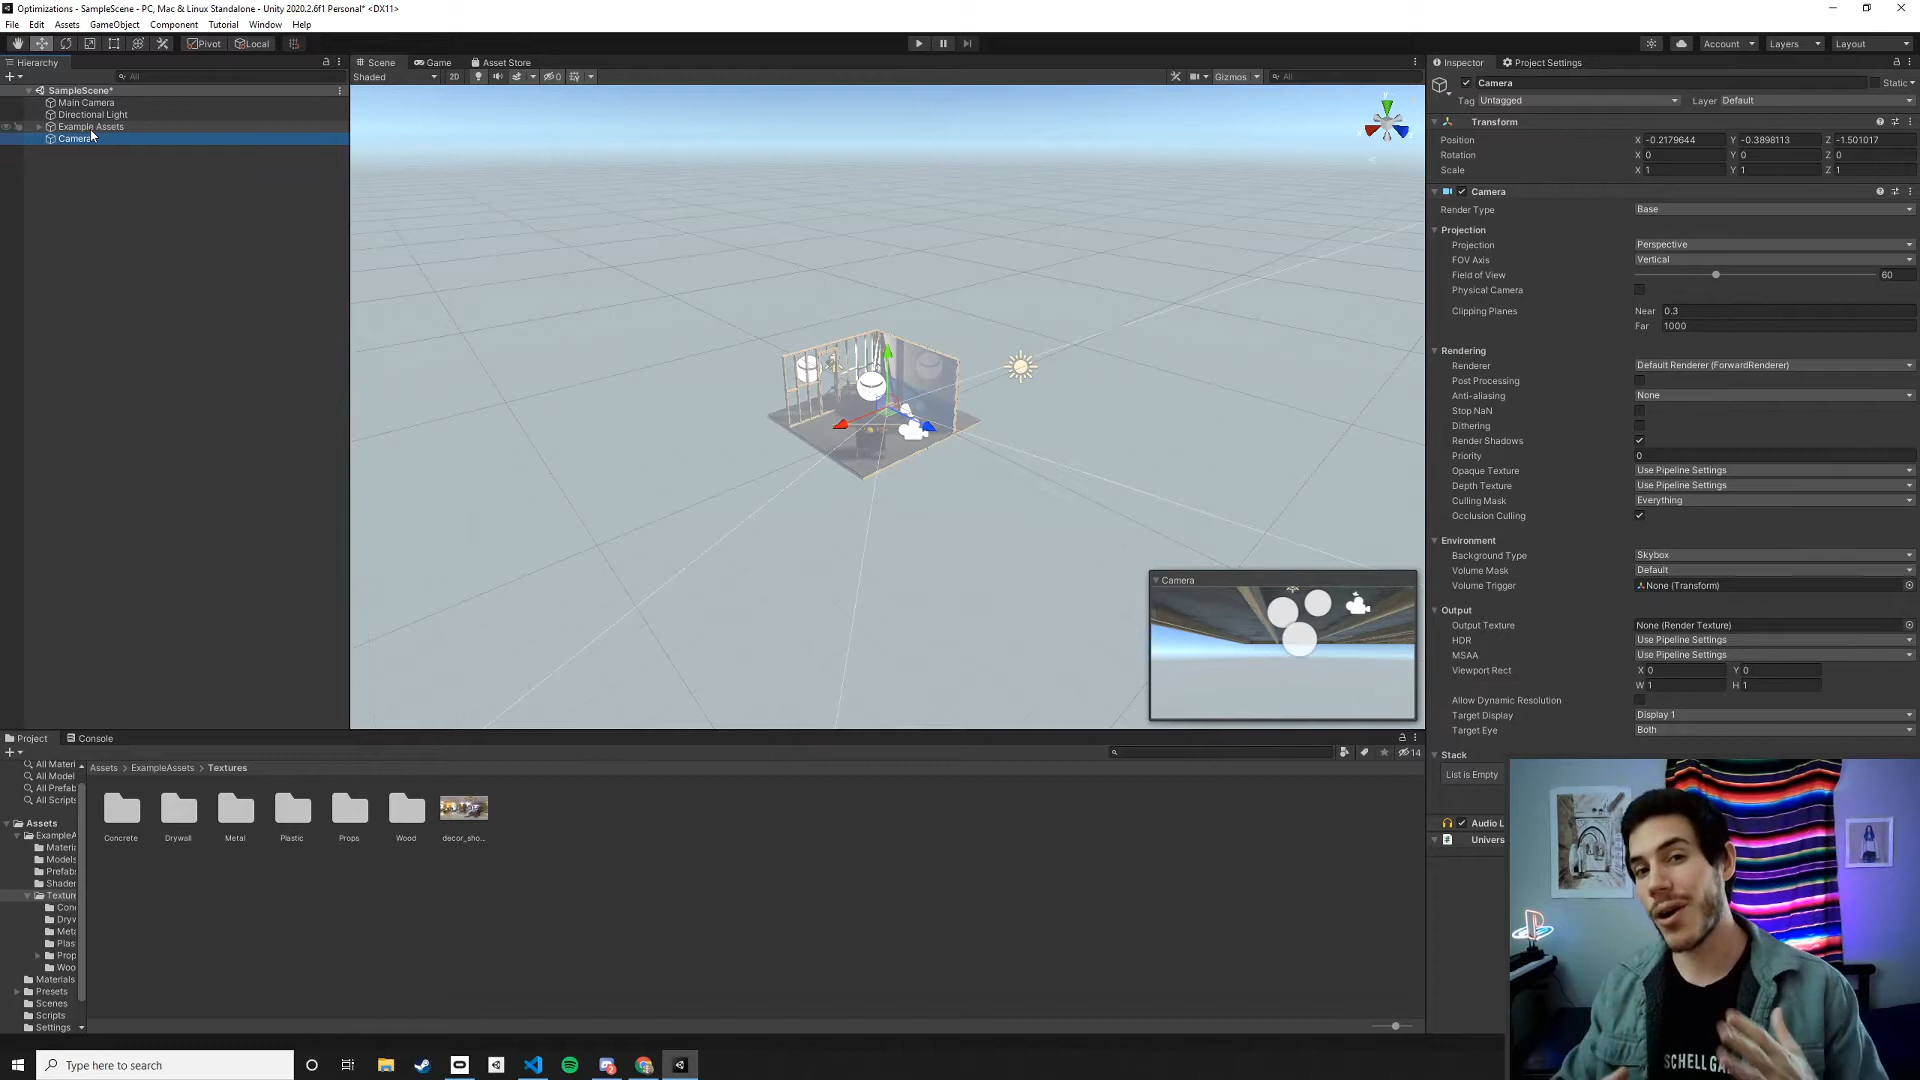 Optimizations - SampleScene - PC, Mac & Linux Standalone - Unity 2020.2.6f1 Personal* <DX11>
File Edit Assets GameObject Component Tutorial Window Help
Pivot Local
Account Layers Layout
Hierarchy
All
SampleScene*
Main Camera
Directional Light
Example Assets
Camera
Scene Game Asset Store
Shaded 2D 0 Gizmos All
y
Camera
Inspector Project Settings
Camera Static
Tag Untagged Layer Default
Transform
Position X -0.2179644 Y -0.3898113 Z -1.501017
Rotation X 0 Y 0 Z 0
Scale X 1 Y 1 Z 1
Camera
Render Type Base
Projection
Projection Perspective
FOV Axis Vertical
Field of View 60
Physical Camera
Clipping Planes Near 0.3
Far 1000
Rendering
Renderer Default Renderer (ForwardRenderer)
Post Processing
Anti-aliasing None
Stop NaN
Dithering
Render Shadows
Priority 0
Opaque Texture Use Pipeline Settings
Depth Texture Use Pipeline Settings
Culling Mask Everything
Occlusion Culling
Environment
Background Type Skybox
Volume Mask Default
Volume Trigger None (Transform)
Output
Output Texture None (Render Texture)
HDR Use Pipeline Settings
MSAA Use Pipeline Settings
Viewport Rect X 0 Y 0
W 1 H 1
Allow Dynamic Resolution
Target Display Display 1
Target Eye Both
Stack
List is Empty
Audio L
Univers
Project Console
14
All Materi
All Model
All Prefab
All Scripts
Assets
ExampleA
Materia
Models
Prefabs
Shader
Texture
Conc
Dryw
Meta
Plas
Prop
Woo
Materials
Presets
Scenes
Scripts
Settings
Assets > ExampleAssets > Textures
Concrete Drywall Metal Plastic Props Wood decor_sho...
SCHELL GA
Type here to search